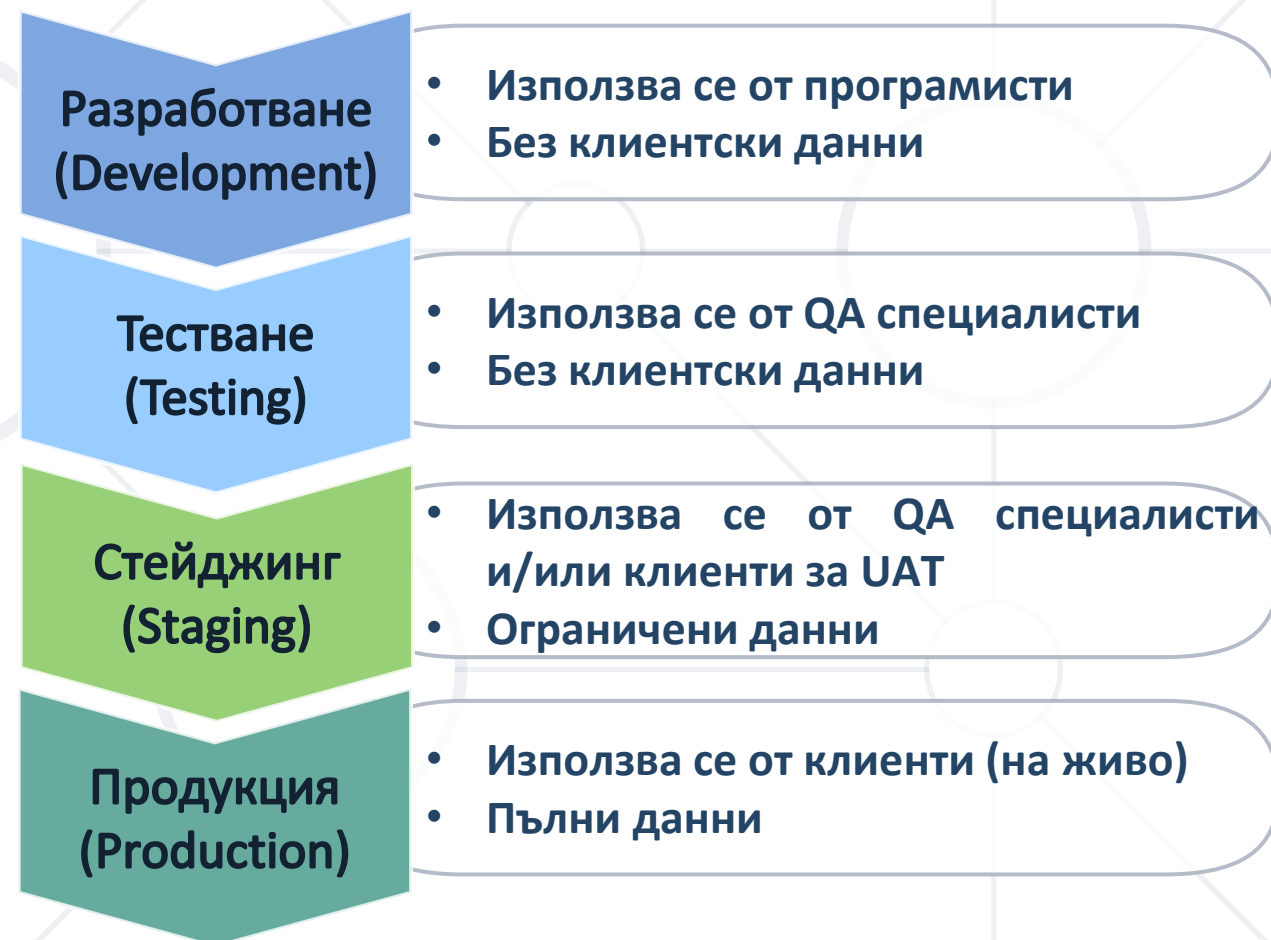 Разработване
(Development)
• Използва се от програмисти
• Без клиентски данни
Тестване
(Testing)
• Използва се от QA специалисти
• Без клиентски данни
Стейджинг
(Staging)
• Използва се от QA специалисти
и/или клиенти за UAT
• Ограничени данни
Продукция
(Production)
• Използва се от клиенти (на живо)
• Пълни данни